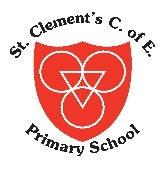 St. Clement's C. of E.
Primary School